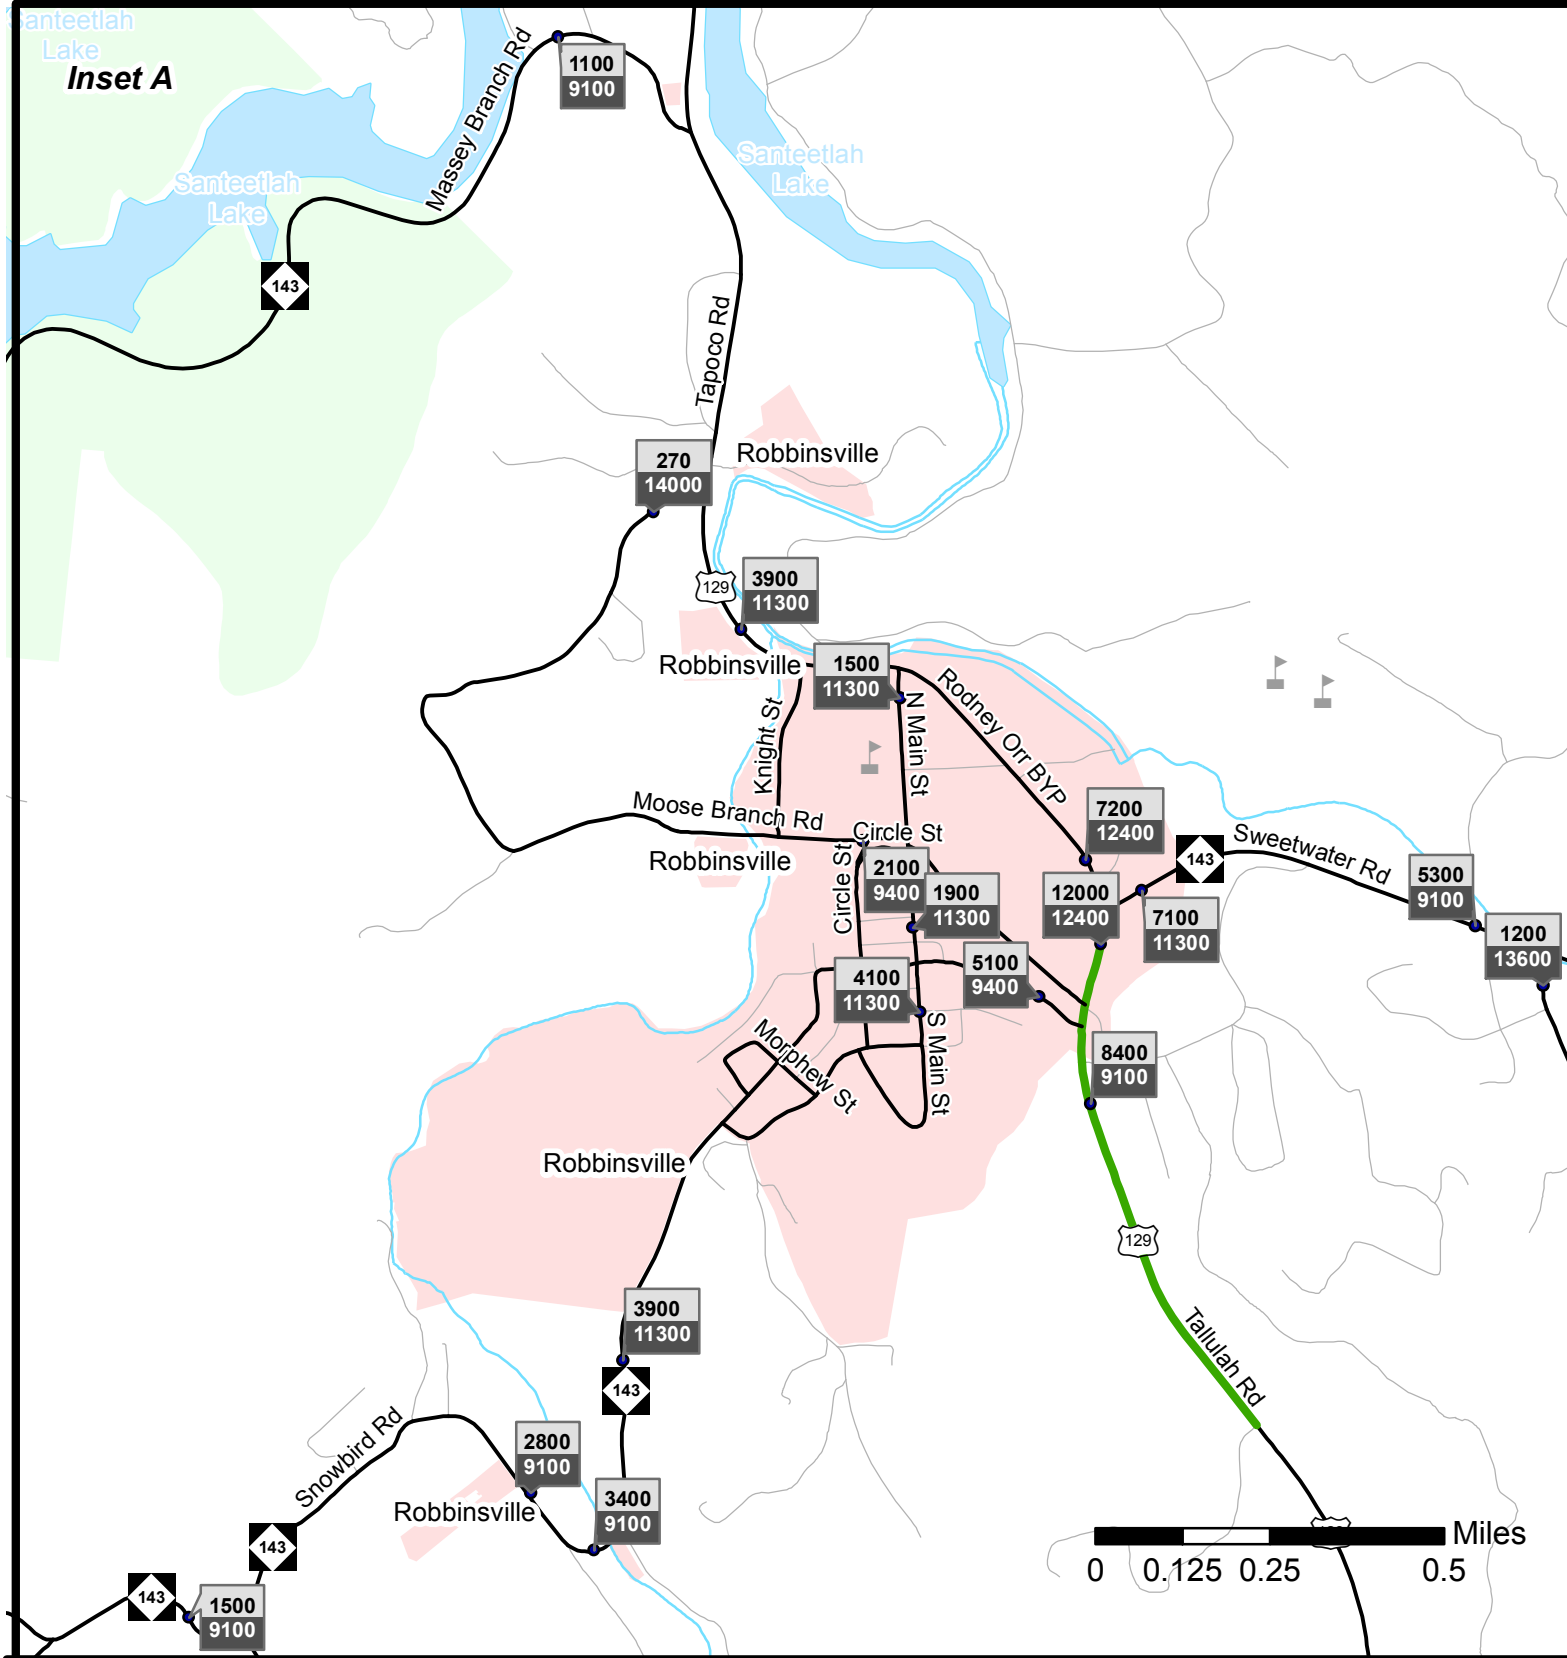 Santeetlah
Lake
Inset A
Massey Branch Rd
1100
9100
Santeetlah
Lake
Santeetlah
Lake
143
Tapoco Rd
Robbinsville
270
14000
129
3900
11300
Robbinsville
1500
11300
Knight St
N Main St
Rodney Orr BYP
Moose Branch Rd
Circle St
Robbinsville
Circle St
2100
9400
1900
11300
7200
12400
143
Sweetwater Rd
12000
12400
7100
11300
5300
9100
1200
13600
4100
11300
5100
9400
S Main St
Morphew St
8400
9100
Robbinsville
129
Tallulah Rd
3900
11300
143
Snowbird Rd
2800
9100
Robbinsville
3400
9100
143
143
1500
9100
Miles
0 0.125 0.25 0.5